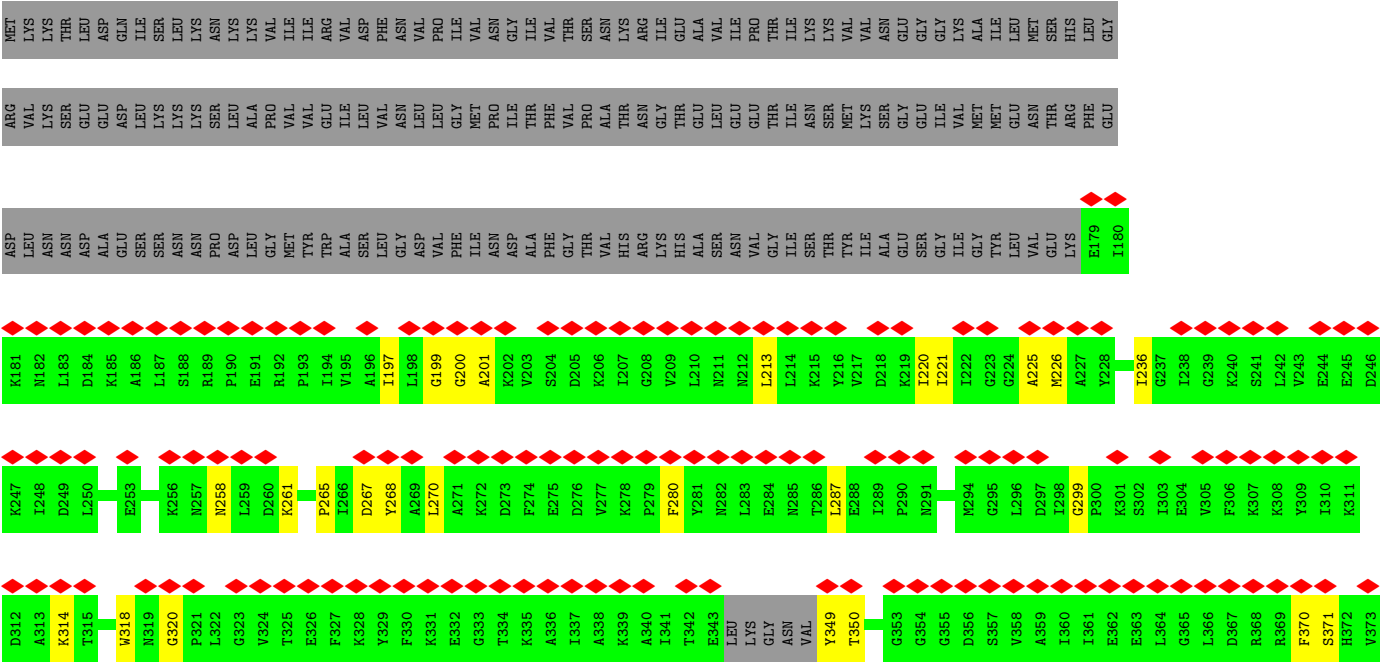 MET LYS LYS THR LEU ASP GLN ILE SER LEU LYS ASN LYS LYS VAL ILE ILE ARG VAL ASP PHE ASN VAL PRO ILE VAL ASN GLY ILE VAL THR SER ASN LYS ARG ILE GLU ALA VAL ILE PRO THR ILE LYS LYS VAL VAL ASN GLU GLY GLY LYS ALA ILE LEU MET SER HIS LEU GLY
ARG VAL LYS SER GLU GLU ASP LEU LYS LYS LYS SER LEU ALA PRO VAL VAL GLU ILE LEU VAL ASN LEU LEU GLY MET PRO ILE THR PHE VAL PRO ALA THR ASN GLY THR GLU LEU GLU GLU THR ILE ASN SER MET LYS SER GLY GLU ILE VAL MET MET GLU ASN THR ARG PHE GLU
ASP LEU ASN ASN ASP ALA GLU SER SER ASN ASN PRO ASP LEU GLY MET TYR TRP ALA SER LEU GLY ASP VAL PHE ILE ASN ASP ALA PHE GLY THR VAL HIS ARG LYS HIS ALA SER ASN VAL GLY ILE SER THR TYR ILE ALA GLU SER GLY ILE GLY TYR LEU VAL GLU LYS E179 I180
K181 N182 L183 D184 K185 A186 L187 S188 R189 P190 E191 R192 P193 I194 V195 A196 I197 L198 G199 G200 A201 K202 V203 S204 D205 K206 I207 G208 V209 L210 N211 N212 L213 L214 K215 Y216 V217 D218 K219 I220 I221 I222 G223 G224 A225 M226 A227 Y228 I236 G237 I238 G239 K240 S241 L242 V243 E244 E245 D246
K247 I248 D249 L250 E253 K256 N257 N258 L259 D260 K261 P265 I266 D267 Y268 A269 L270 A271 K272 D273 F274 E275 D276 V277 K278 P279 F280 Y281 N282 L283 E284 N285 T286 L287 E288 I289 P290 N291 M294 G295 L296 D297 I298 G299 P300 K301 S302 I303 E304 V305 F306 K307 K308 Y309 I310 K311
D312 A313 K314 T315 W318 N319 G320 P321 L322 G323 V324 T325 E326 F327 K328 Y329 F330 K331 E332 G333 T334 K335 A336 I337 A338 K339 A340 I341 T342 E343 LEU LYS GLY ASN VAL Y349 T350 G353 G354 G355 D356 S357 V358 A359 I360 I361 E362 E363 L364 G365 L366 D367 R368 R369 F370 S371 H372 V373